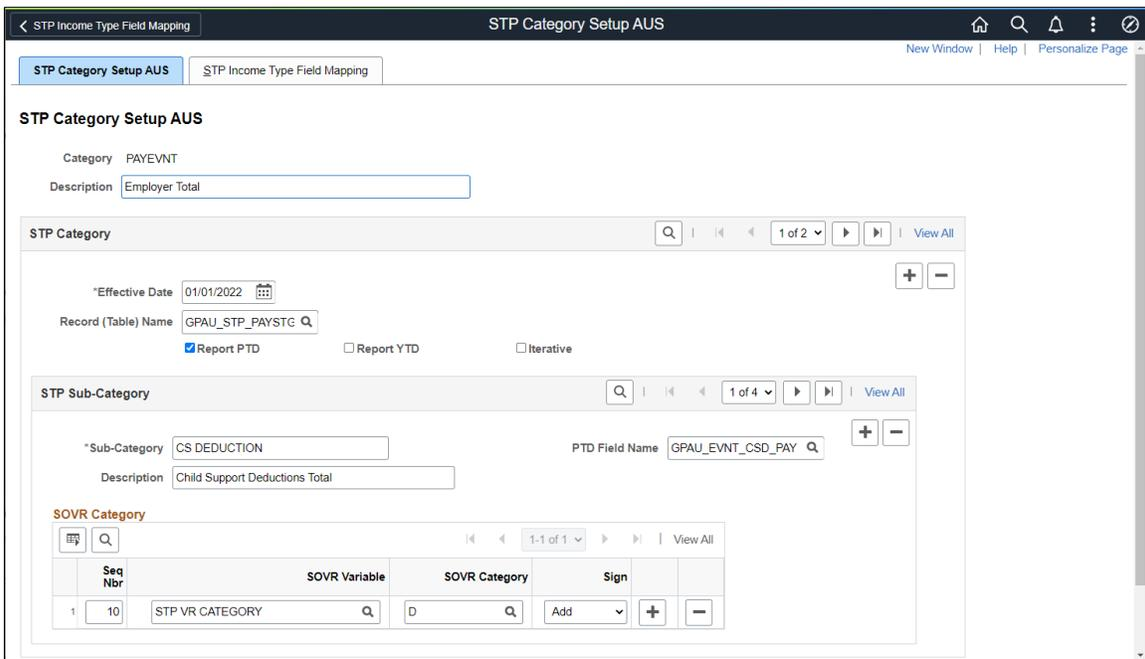 STP Income Type Field Mapping
STP Category Setup AUS
New Window | Help | Personalize Page
STP Category Setup AUS
STP Income Type Field Mapping
STP Category Setup AUS
Category PAYEVNT
Description Employer Total
STP Category
1 of 2
View All
*Effective Date 01/01/2022
Record (Table) Name GPAU_STP_PAYSTG
Report PTD
Report YTD
Iterative
STP Sub-Category
1 of 4
View All
*Sub-Category CS DEDUCTION
PTD Field Name GPAU_EVNT_CSD_PAY
Description Child Support Deductions Total
SOVR Category
1-1 of 1
View All
Seq Nbr
SOVR Variable
SOVR Category
Sign
1 10 STP VR CATEGORY D Add